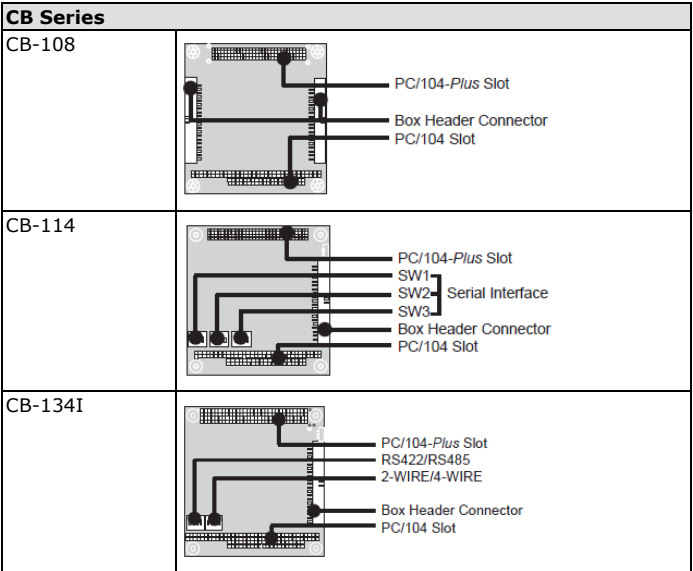 CB Series
CB-108
PC/104-Plus Slot
Box Header Connector
PC/104 Slot
CB-114
PC/104-Plus Slot
SW1
SW2 Serial Interface
SW3
Box Header Connector
PC/104 Slot
CB-134I
PC/104-Plus Slot
RS422/RS485
2-WIRE/4-WIRE
Box Header Connector
PC/104 Slot